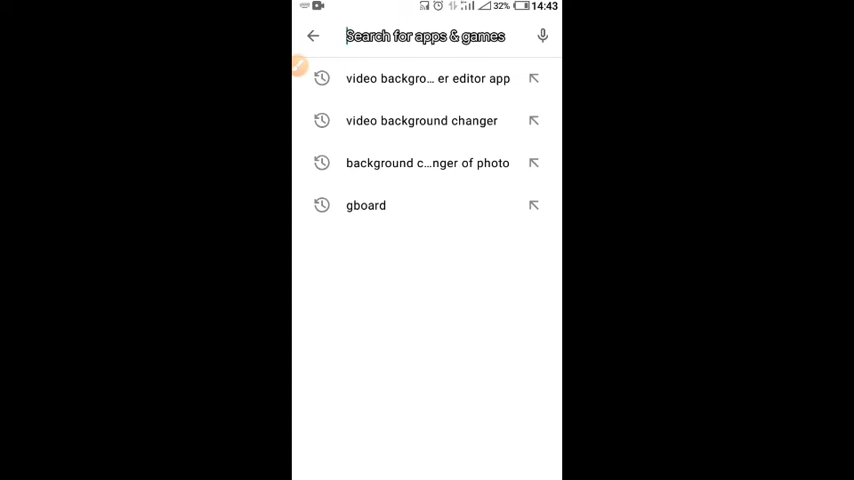 32% 14:43
Search for apps & games
video backgro... er editor app
video background changer
background c...nger of photo
gboard